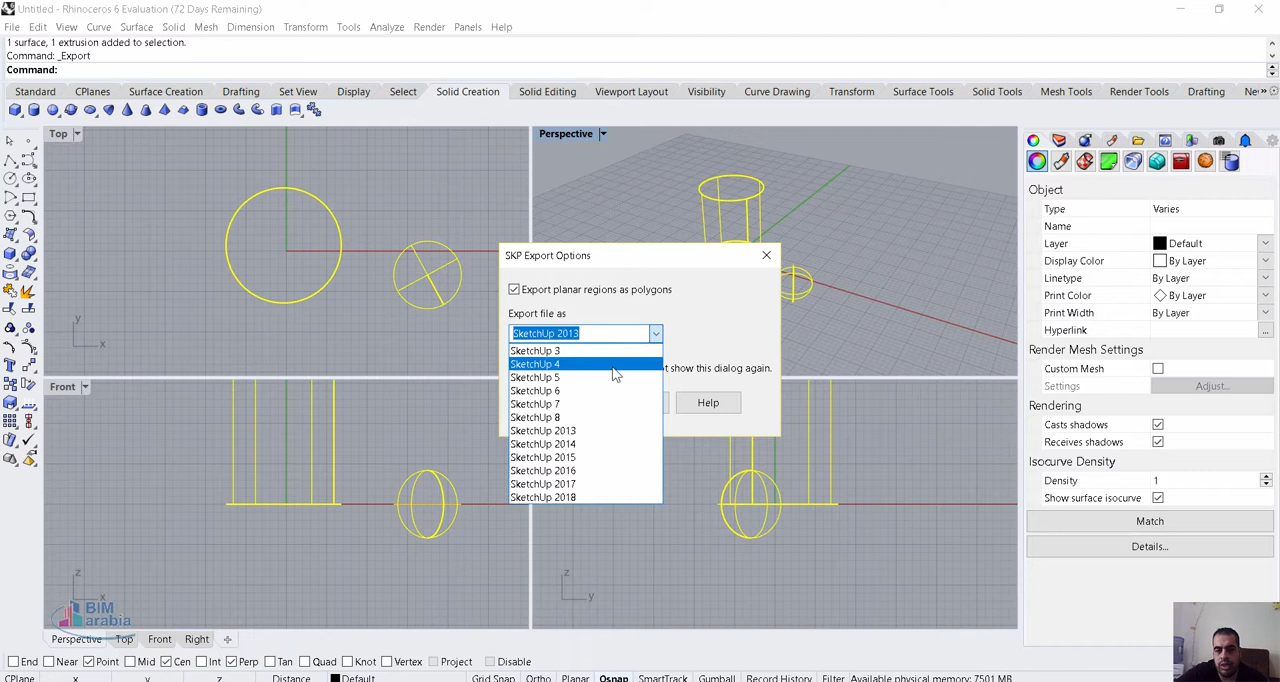 Untitled - Rhinoceros 6 Evaluation (72 Days Remaining)
File Edit View Curve Surface Solid Mesh Dimension Transform Tools Analyze Render Panels Help
1 surface, 1 extrusion added to selection.
Command: _Export
Command:
Standard CPlanes Surface Creation Drafting Set View Display Select Solid Creation Solid Editing Viewport Layout Visibility Curve Drawing Transform Surface Tools Solid Tools Mesh Tools Render Tools Drafting Ne
Top
Perspective
Front
SKP Export Options
Export planar regions as polygons
Export file as
SketchUp 2013
SketchUp 3
SketchUp 4
SketchUp 5
SketchUp 6
SketchUp 7
SketchUp 8
SketchUp 2013
SketchUp 2014
SketchUp 2015
SketchUp 2016
SketchUp 2017
SketchUp 2018
t show this dialog again.
Help
Object
Type Varies
Name
Layer Default
Display Color By Layer
Linetype By Layer
Print Color By Layer
Print Width By Layer
Hyperlink ...
Render Mesh Settings
Custom Mesh
Settings Adjust...
Rendering
Casts shadows
Receives shadows
Isocurve Density
Density 1
Show surface isocurve
Match
Details...
x
y
z
x
z
y
BIM
arabia
Perspective Top Front Right
End Near Point Mid Cen Int Perp Tan Quad Knot Vertex Project Disable
CPlane x y z Distance Default Grid Snap Ortho Planar Osnap SmartTrack Gumball Record History Filter Available physical memory: 7501 MB